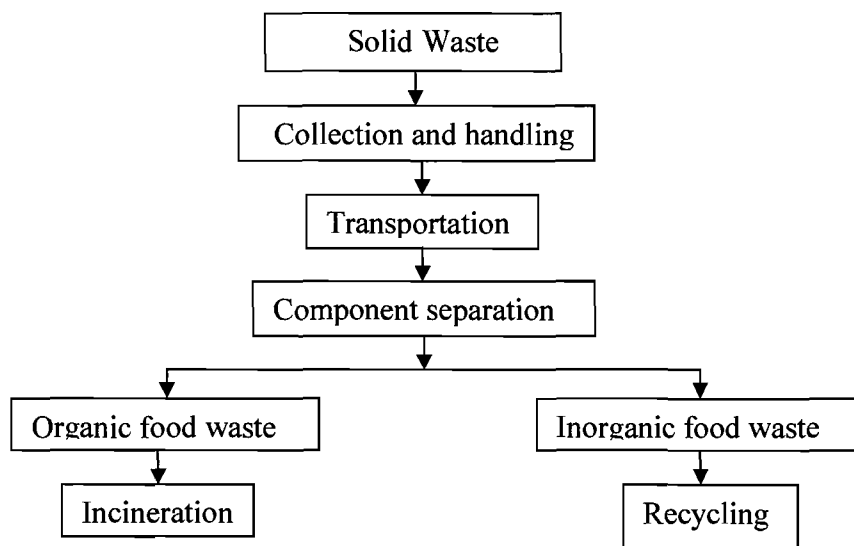 Solid Waste
Collection and handling
Transportation
Component separation
Organic food waste
Inorganic food waste
Incineration
Recycling